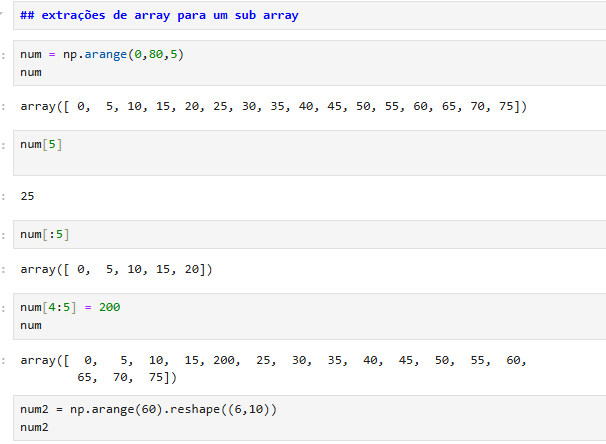 ## extrações de array para um sub array
num = np.arange(0,80,5)
num
array([ 0,  5, 10, 15, 20, 25, 30, 35, 40, 45, 50, 55, 60, 65, 70, 75])
num[5]
25
num[:5]
array([ 0,  5, 10, 15, 20])
num[4:5] = 200
num
array([  0,   5,  10,  15, 200,  25,  30,  35,  40,  45,  50,  55,  60,
        65,  70,  75])
num2 = np.arange(60).reshape((6,10))
num2